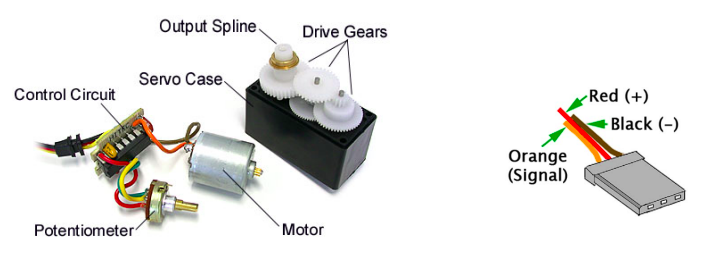 Output Spline
Drive Gears
Servo Case
Control Circuit
Potentiometer
Motor
Red (+)
Black (-)
Orange
(Signal)